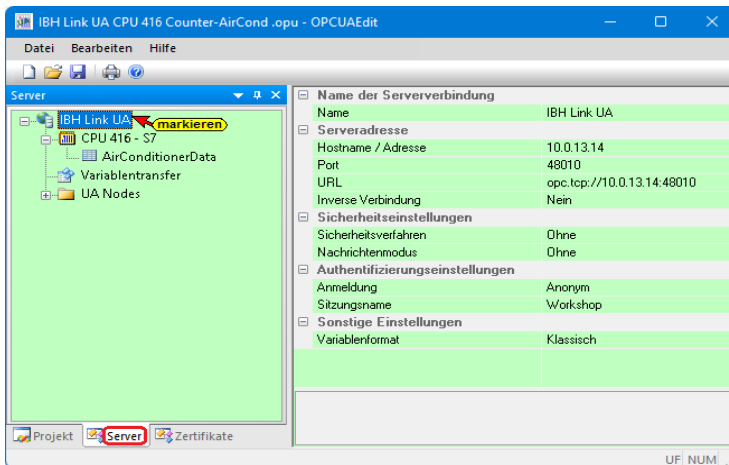 IBH Link UA CPU 416 Counter-AirCond .opu - OPCUAEdit
Datei Bearbeiten Hilfe
Server
IBH Link UA
markieren
CPU 416 - S7
AirConditionerData
Variablentransfer
UA Nodes
Projekt Server Zertifikate
Name der Serververbindung
Name IBH Link UA
Serveradresse
Hostname / Adresse 10.0.13.14
Port 48010
URL opc.tcp://10.0.13.14:48010
Inverse Verbindung Nein
Sicherheitseinstellungen
Sicherheitsverfahren Ohne
Nachrichtenmodus Ohne
Authentifizierungseinstellungen
Anmeldung Anonym
Sitzungsname Workshop
Sonstige Einstellungen
Variablenformat Klassisch
UF NUM